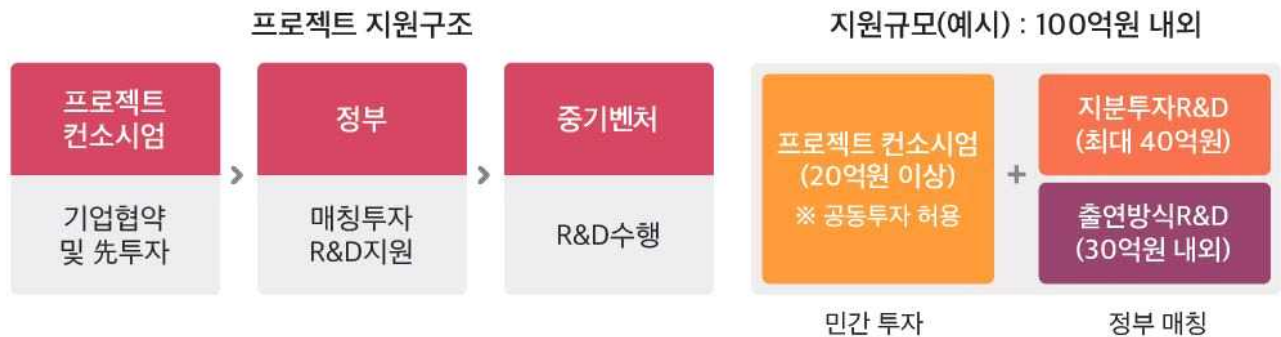 프로젝트 지원구조
프로젝트
컨소시엄
기업협약
및 先투자
>
정부
매칭투자
R&D지원
>
중기벤처
R&D수행
지원규모(예시) : 100억원 내외
프로젝트 컨소시엄
(20억원 이상)
※ 공동투자 허용
민간 투자
+
지분투자R&D
(최대 40억원)
출연방식R&D
(30억원 내외)
정부 매칭